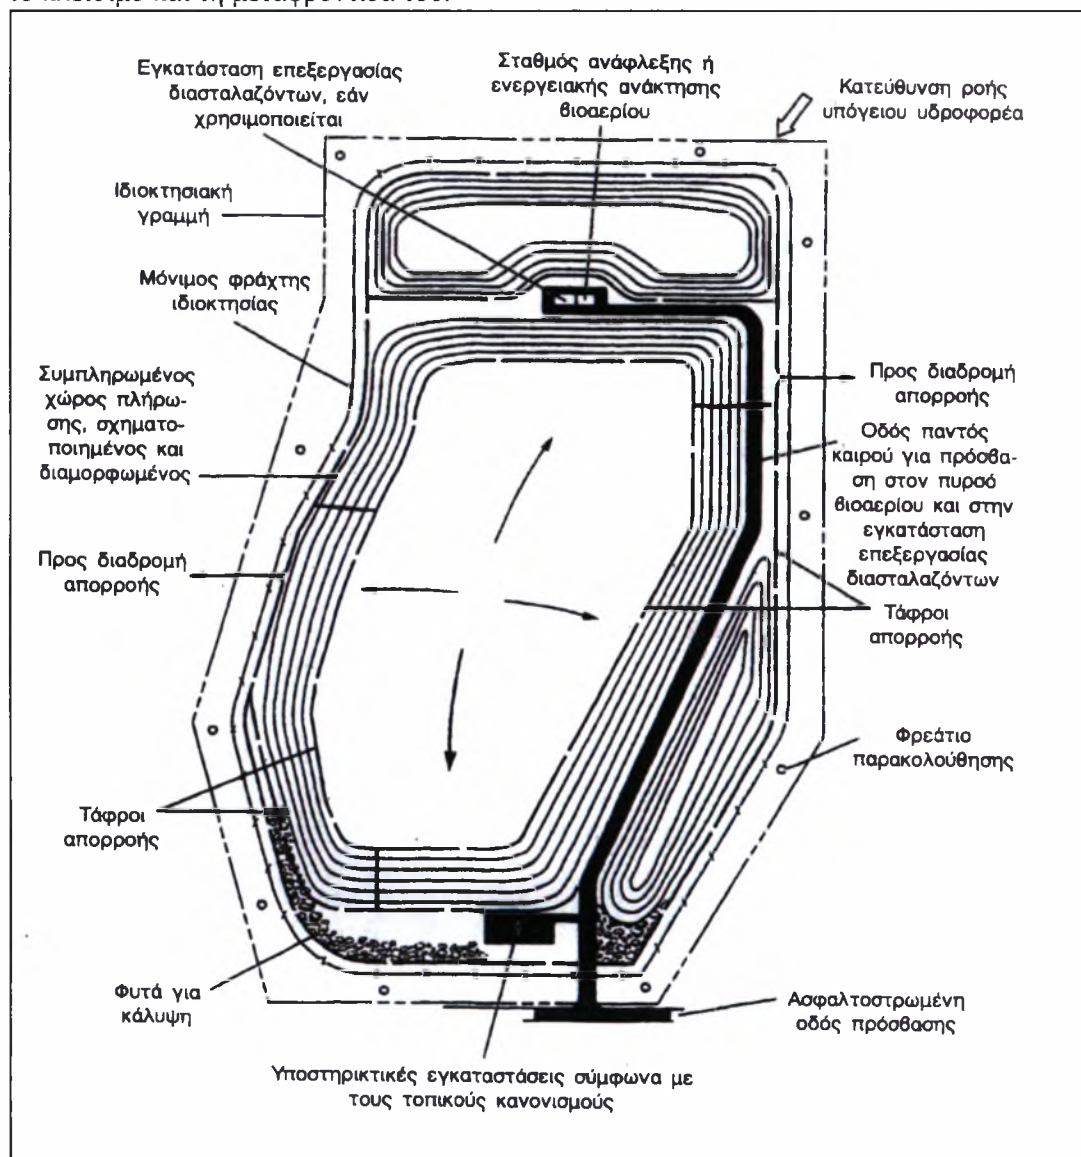 Εγκατάσταση επεξεργασίας
διασταλαζόντων, εάν
χρησιμοποιείται
Σταθμός ανάφλεξης ή
ενεργειακής ανάκτησης
βιοαερίου
Κατεύθυνση ροής
υπόγειου υδροφορέα
Ιδιοκτησιακή
γραμμή
Μόνιμος φράχτης
ιδιοκτησίας
Συμπληρωμένος
χώρος πλήρω-
σης, σχηματο-
ποιημένος και
διαμορφωμένος
Προς διαδρομή
απορροής
Προς διαδρομή
απορροής
Οδός παντός
καιρού για πρόσβα-
ση στον πυρσό
βιοαερίου και στην
εγκατάσταση
επεξεργασίας
διασταλαζόντων
Τάφροι
απορροής
Φρεάτιο
παρακολούθησης
Τάφροι
απορροής
Φυτά για
κάλυψη
Ασφαλτοστρωμένη
οδός πρόσβασης
Υποστηρικτικές εγκαταστάσεις σύμφωνα με
τους τοπικούς κανονισμούς